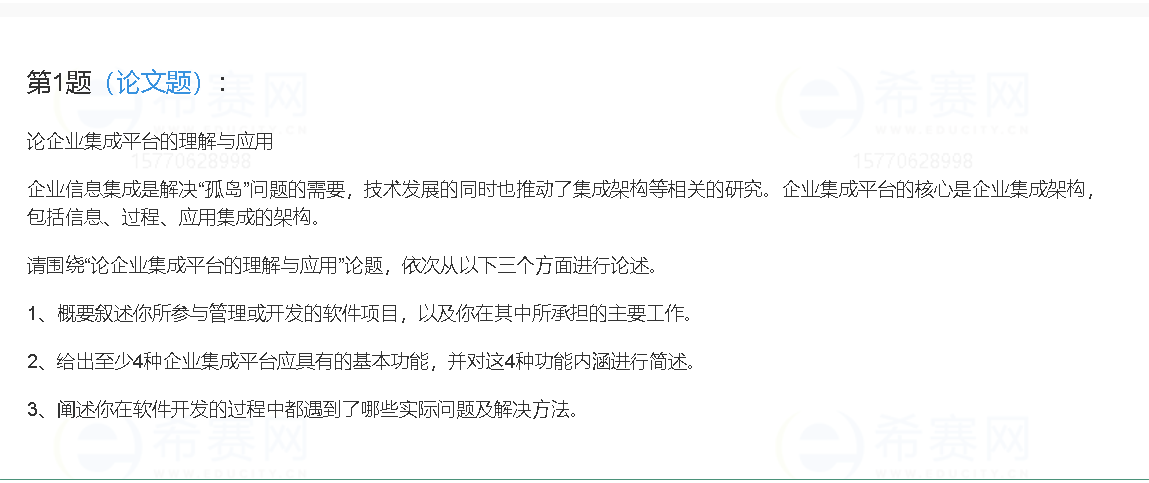 第1题（论文题）：
希赛网
希赛网
WWW.EDUCITY.CN
WWW.EDUCITY.CN
论企业集成平台的理解与应用
15770628998
15770628998
企业信息集成是解决“孤岛”问题的需要，技术发展的同时也推动了集成架构等相关的研究。企业集成平台的核心是企业集成架构，
包括信息、过程、应用集成的架构。
请围绕“论企业集成平台的理解与应用”论题，依次从以下三个方面进行论述。
1、概要叙述你所参与管理或开发的软件项目，以及你在其中所承担的主要工作。
2、给出至少4种企业集成平台应具有的基本功能，并对这4种功能内涵进行简述。
3、阐述你在软件开发的过程中都遇到了哪些实际问题及解决方法。
希赛网
希赛网
WWW.EDUCITY.CN
WWW.EDUCITY.CN